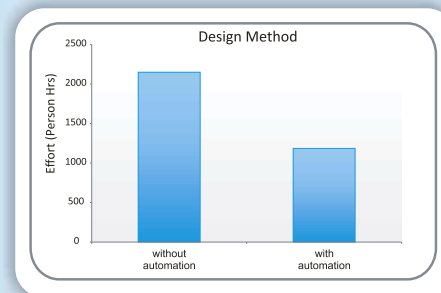 Design Method
Effort (Person Hrs)
2500
2000
1500
1000
500
0
without
automation
with
automation